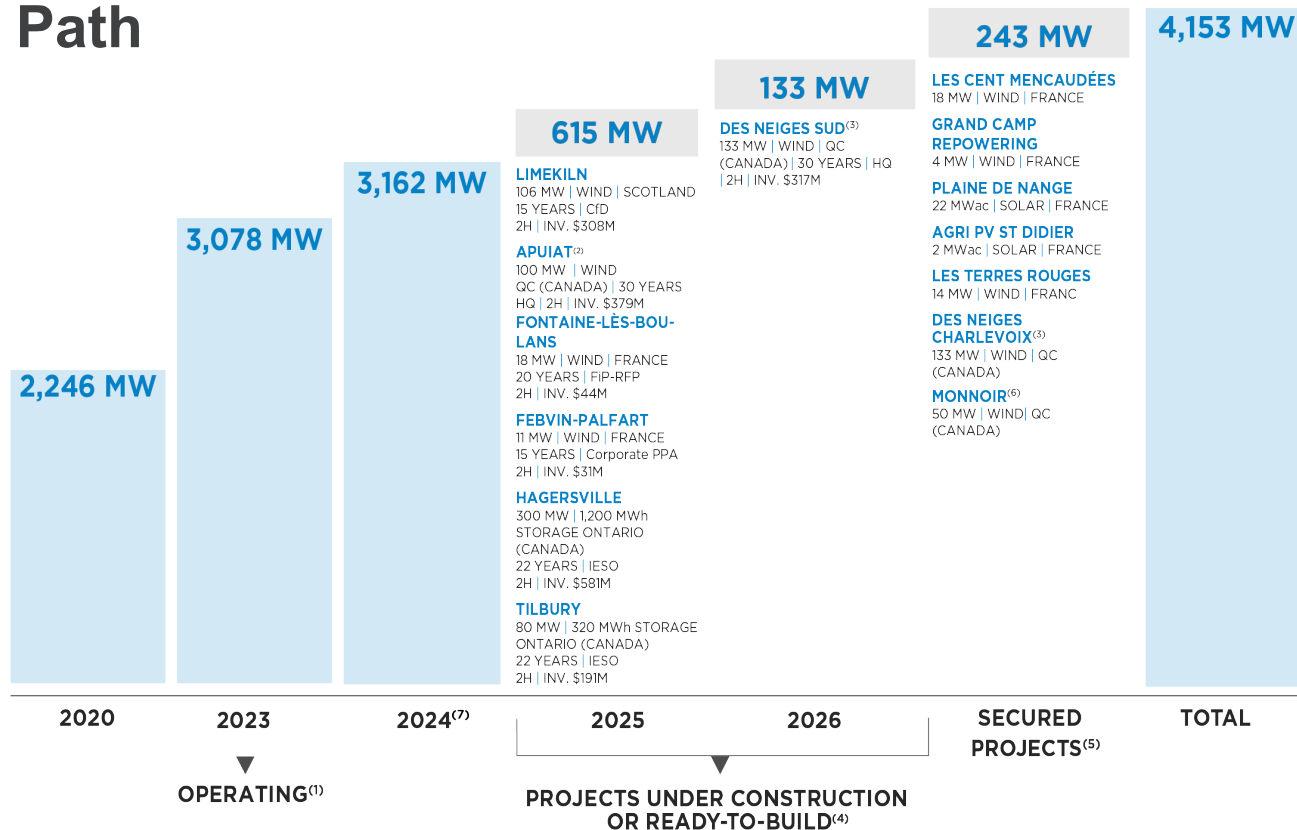 Path
2,246 MW
3,078 MW
3,162 MW
615 MW
LIMEKILN
106 MW | WIND | SCOTLAND
15 YEARS | CfD
2H | INV. $308M
APUIAT(2)
100 MW | WIND
QC (CANADA) | 30 YEARS
HQ | 2H | INV. $379M
FONTAINE-LÈS-BOU-
LANS
18 MW | WIND | FRANCE
20 YEARS | FiP-RFP
2H | INV. $44M
FEBVIN-PALFART
11 MW | WIND | FRANCE
15 YEARS | Corporate PPA
2H | INV. $31M
HAGERSVILLE
300 MW | 1,200 MWh
STORAGE ONTARIO
(CANADA)
22 YEARS | IESO
2H | INV. $581M
TILBURY
80 MW | 320 MWh STORAGE
ONTARIO (CANADA)
22 YEARS | IESO
2H | INV. $191M
133 MW
DES NEIGES SUD(3)
133 MW | WIND | QC
(CANADA) | 30 YEARS | HQ
| 2H | INV. $317M
243 MW
LES CENT MENCAUDÉES
18 MW | WIND | FRANCE
GRAND CAMP
REPOWERING
4 MW | WIND | FRANCE
PLAINE DE NANGE
22 MWac | SOLAR | FRANCE
AGRI PV ST DIDIER
2 MWac | SOLAR | FRANCE
LES TERRES ROUGES
14 MW | WIND | FRANC
DES NEIGES
CHARLEVOIX(3)
133 MW | WIND | QC
(CANADA)
MONNOIR(6)
50 MW | WIND| QC
(CANADA)
4,153 MW
2020
2023
2024(7)
2025
2026
SECURED
PROJECTS(5)
TOTAL
OPERATING(1)
PROJECTS UNDER CONSTRUCTION
OR READY-TO-BUILD(4)